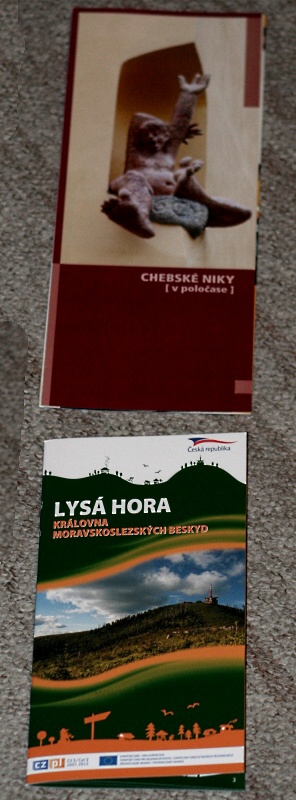 CHEBSKÉ NIKY
[ v poločase ]
Česká republika
LYSÁ HORA
KRÁLOVNA
MORAVSKOSLEZSKÝCH BESKYD
cz pl